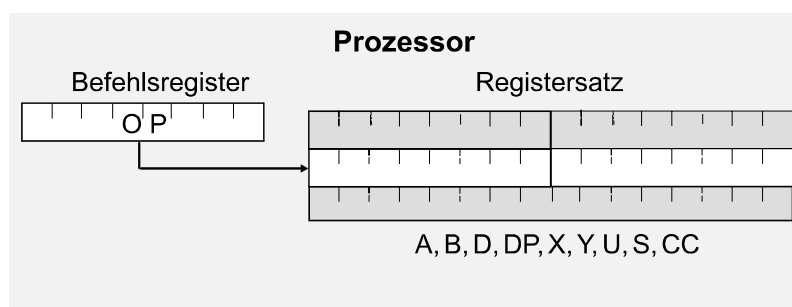 Prozessor
Befehlsregister
Registersatz
O P
A, B, D, DP, X, Y, U, S, CC